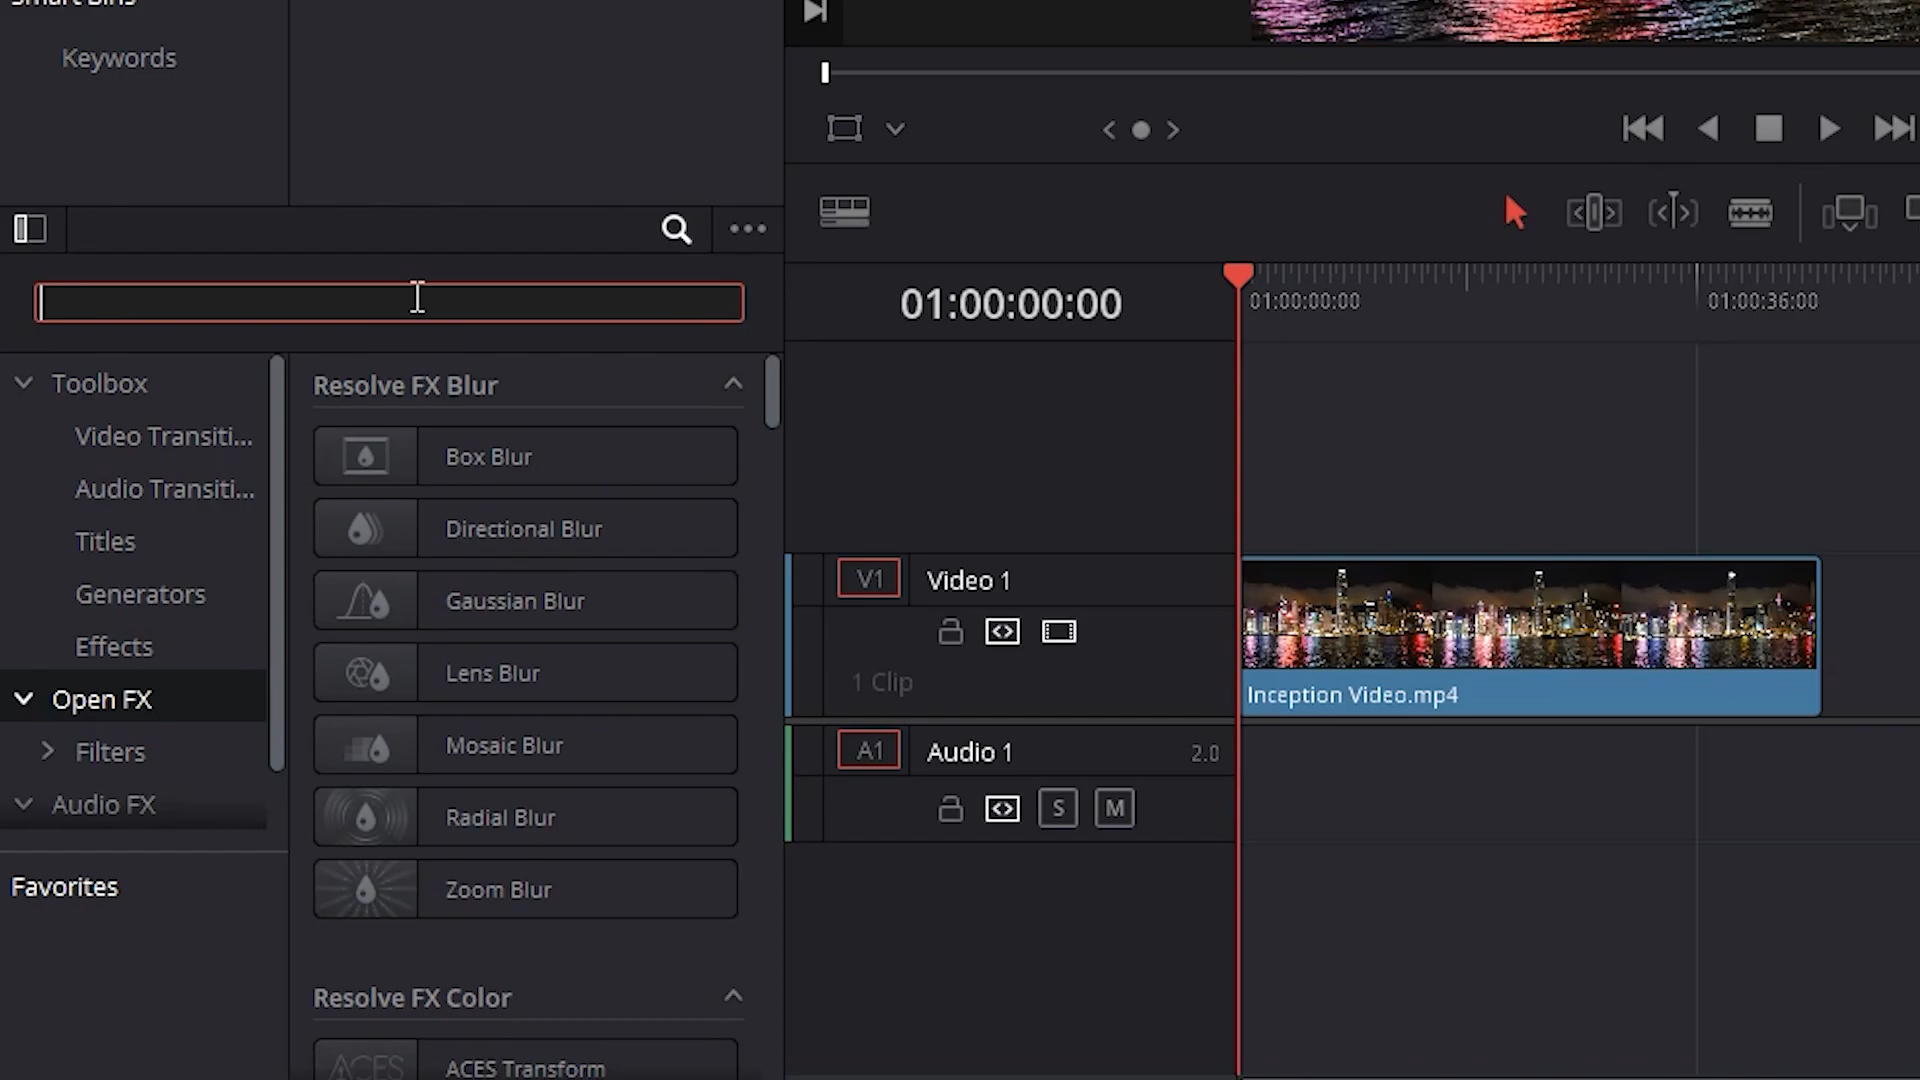 Smart Bins
Keywords
Toolbox
Video Transiti...
Audio Transiti...
Titles
Generators
Effects
Open FX
Filters
Audio FX
Favorites
Resolve FX Blur
Box Blur
Directional Blur
Gaussian Blur
Lens Blur
Mosaic Blur
Radial Blur
Zoom Blur
Resolve FX Color
ACES
ACES Transform
01:00:00:00
01:00:00:00
01:00:36:00
V1
Video 1
1 Clip
Inception Video.mp4
A1
Audio 1
2.0
S
M